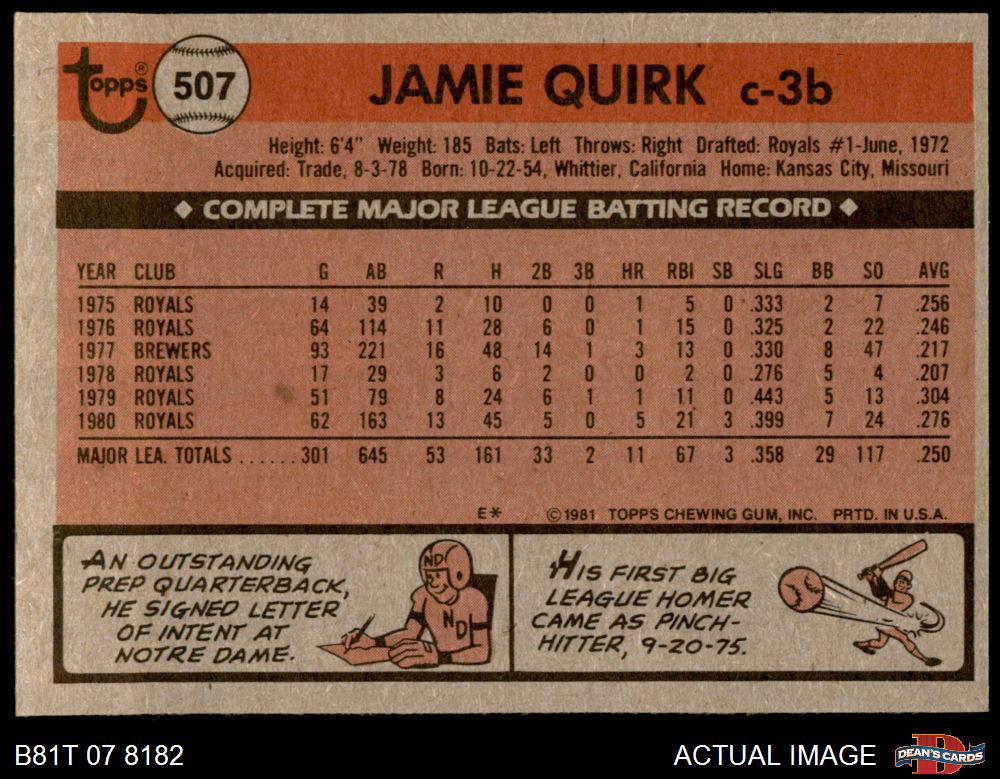 Topps®
507
JAMIE QUIRK c-3b
Height: 6'4" Weight: 185 Bats: Left Throws: Right Drafted: Royals #1-June, 1972
Acquired: Trade, 8-3-78 Born: 10-22-54, Whittier, California Home: Kansas City, Missouri
◆ COMPLETE MAJOR LEAGUE BATTING RECORD ◆
YEAR CLUB G AB R H 2B 3B HR RBI SB SLG BB SO AVG
1975 ROYALS 14 39 2 10 0 0 1 5 0 .333 2 7 .256
1976 ROYALS 64 114 11 28 6 0 1 15 0 .325 2 22 .246
1977 BREWERS 93 221 16 48 14 1 3 13 0 .330 8 47 .217
1978 ROYALS 17 29 3 6 2 0 0 2 0 .276 5 4 .207
1979 ROYALS 51 79 8 24 6 1 1 11 0 .443 5 13 .304
1980 ROYALS 62 163 13 45 5 0 5 21 3 .399 7 24 .276
MAJOR LEA. TOTALS ...... 301 645 53 161 33 2 11 67 3 .358 29 117 .250
E* ©1981 TOPPS CHEWING GUM, INC. PRTD. IN U.S.A.
AN OUTSTANDING
PREP QUARTERBACK,
HE SIGNED LETTER
OF INTENT AT
NOTRE DAME.
ND
ND
HIS FIRST BIG
LEAGUE HOMER
CAME AS PINCH-
HITTER, 9-20-75.
B81T 07 8182
ACTUAL IMAGE
D
DEAN'S CARDS